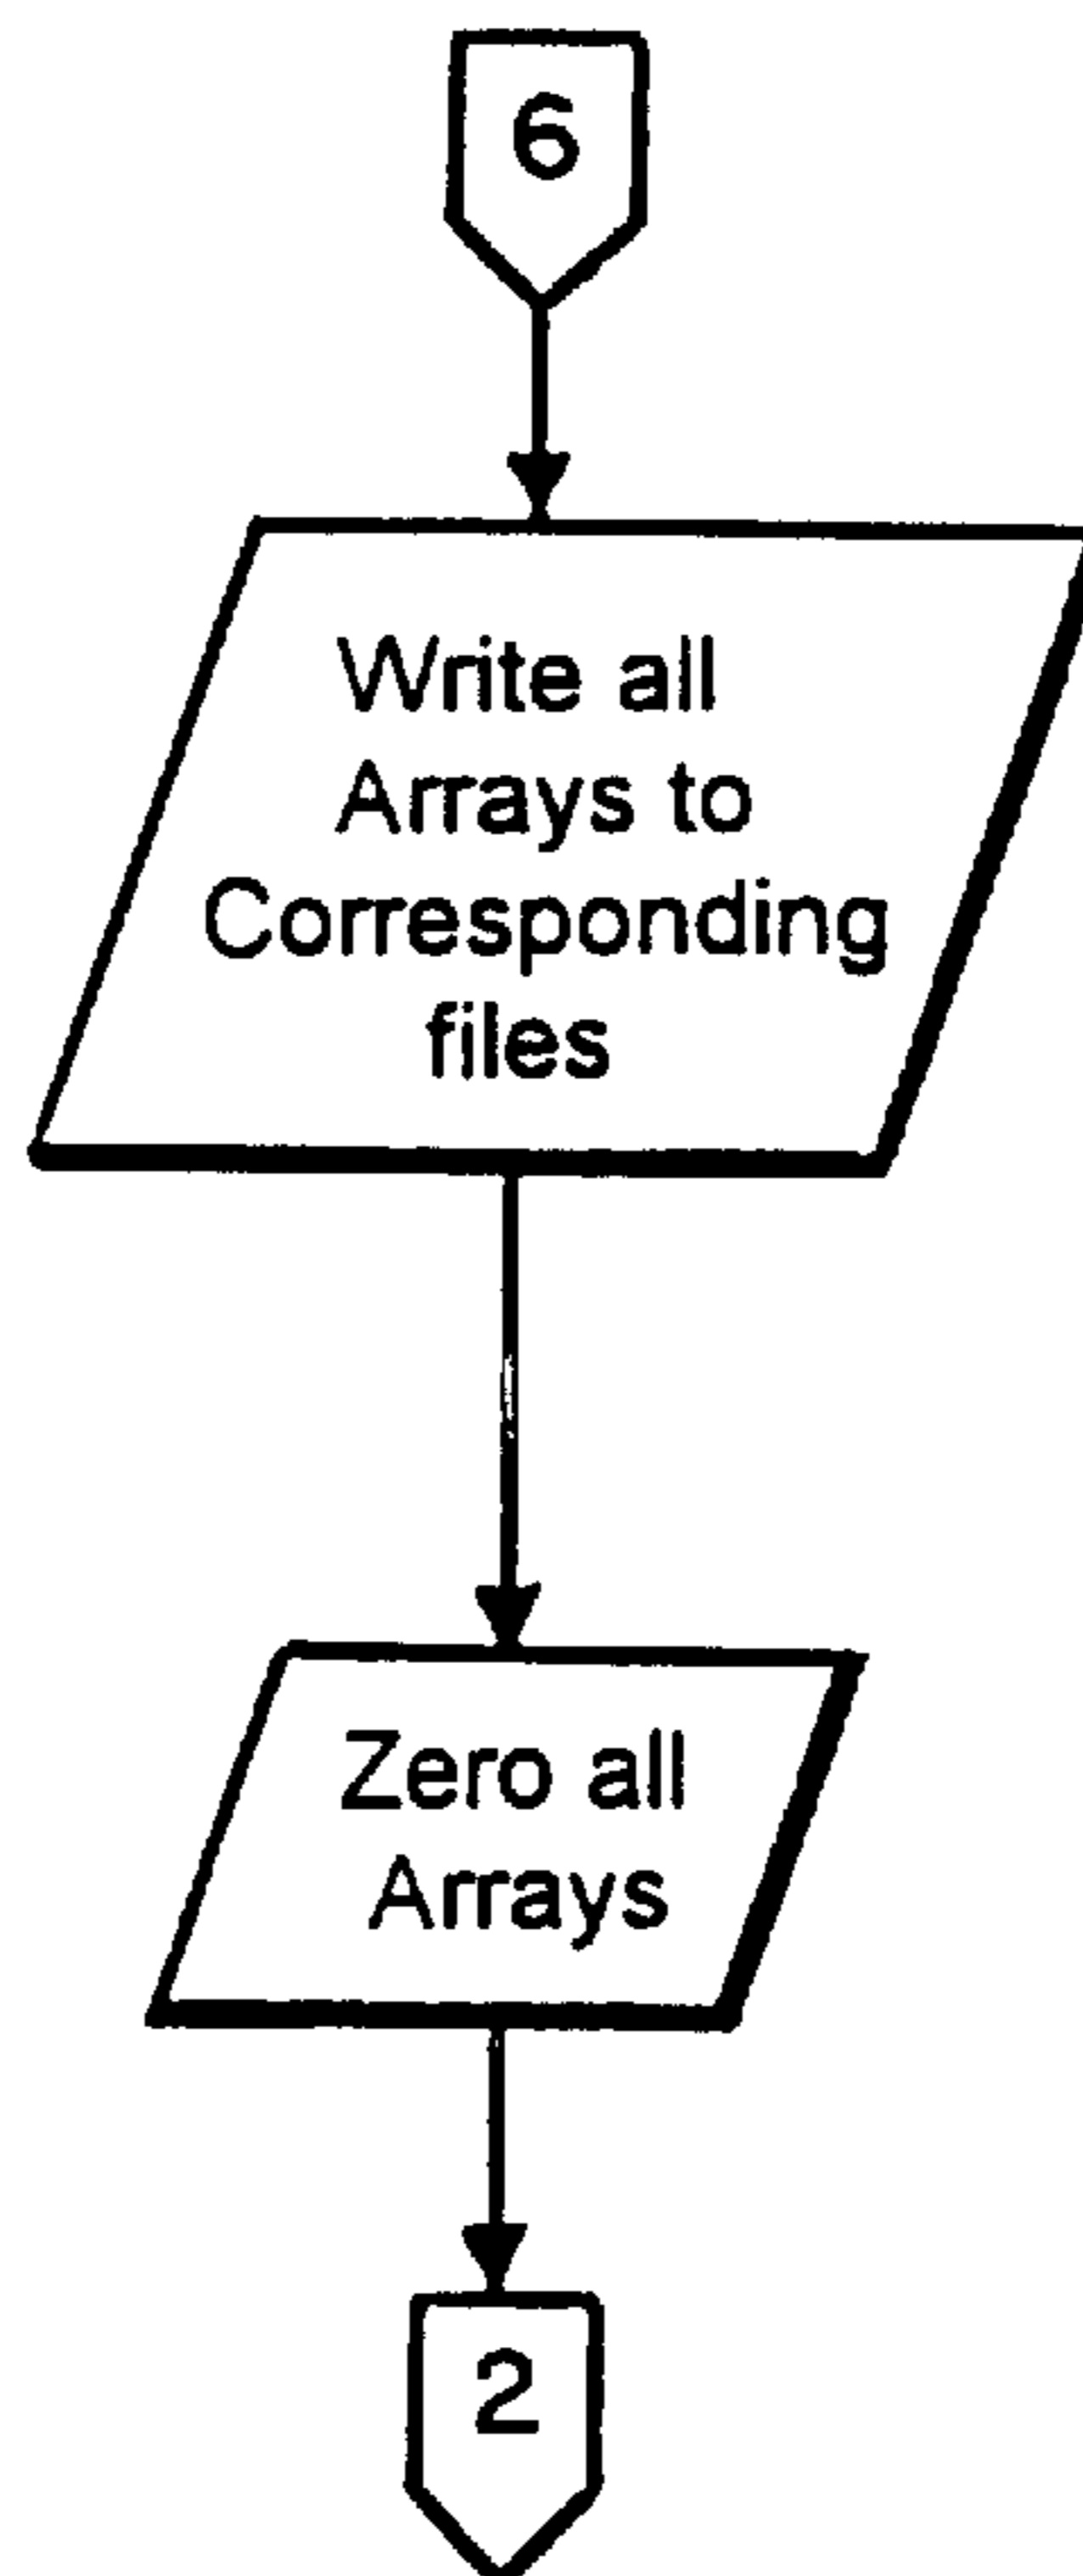 6
Write all
Arrays to
Corresponding
files
Zero all
Arrays
2